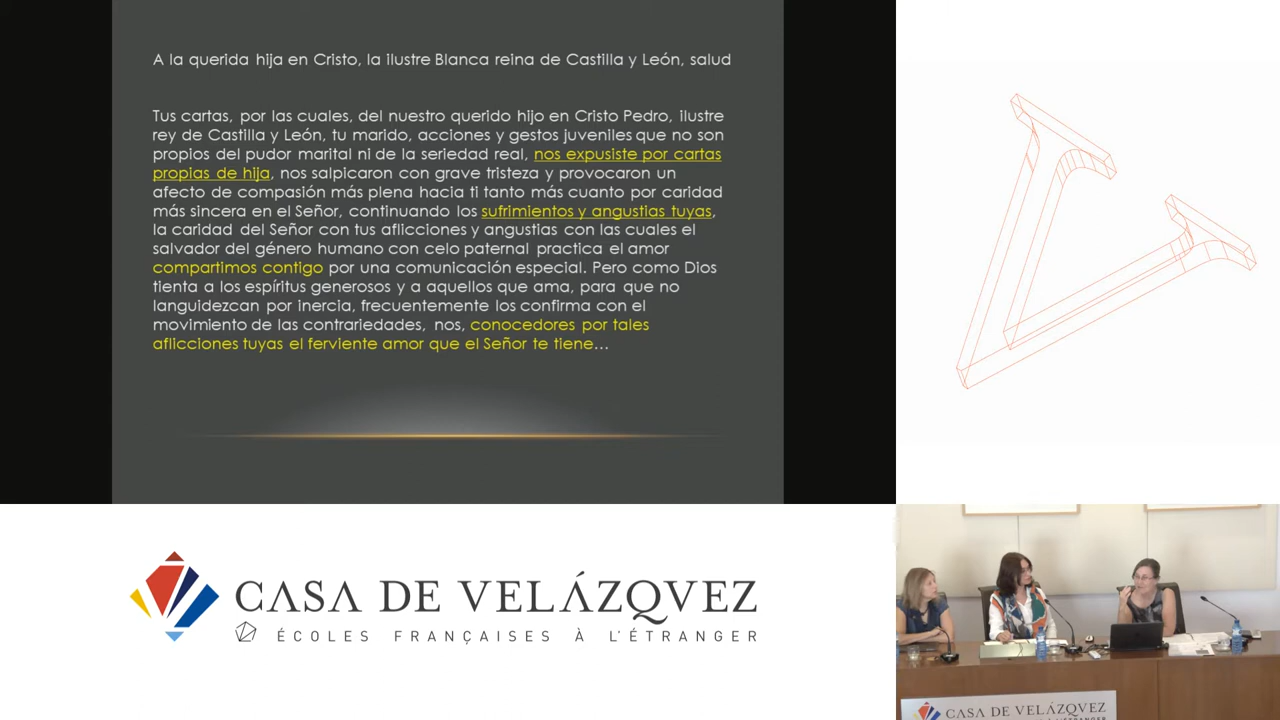 A la querida hija en Cristo, la ilustre Blanca reina de Castilla y León, salud
Tus cartas, por las cuales, del nuestro querido hijo en Cristo Pedro, ilustre
rey de Castilla y León, tu marido, acciones y gestos juveniles que no son
propios del pudor marital ni de la seriedad real, nos expusiste por cartas
propias de hija, nos salpicaron con grave tristeza y provocaron un
afecto de compasión más plena hacia ti tanto más cuanto por caridad
más sincera en el Señor, continuando los sufrimientos y angustias tuyas,
la caridad del Señor con tus aflicciones y angustias con las cuales el
salvador del género humano con celo paternal practica el amor
compartimos contigo por una comunicación especial. Pero como Dios
tienta a los espíritus generosos y a aquellos que ama, para que no
languidezcan por inercia, frecuentemente los confirma con el
movimiento de las contrariedades, nos, conocedores por tales
aflicciones tuyas el ferviente amor que el Señor te tiene…
CASA DE VELÁZQVEZ
ÉCOLES FRANÇAISES À L'ÉTRANGER
CASA DE VELÁZQVEZ